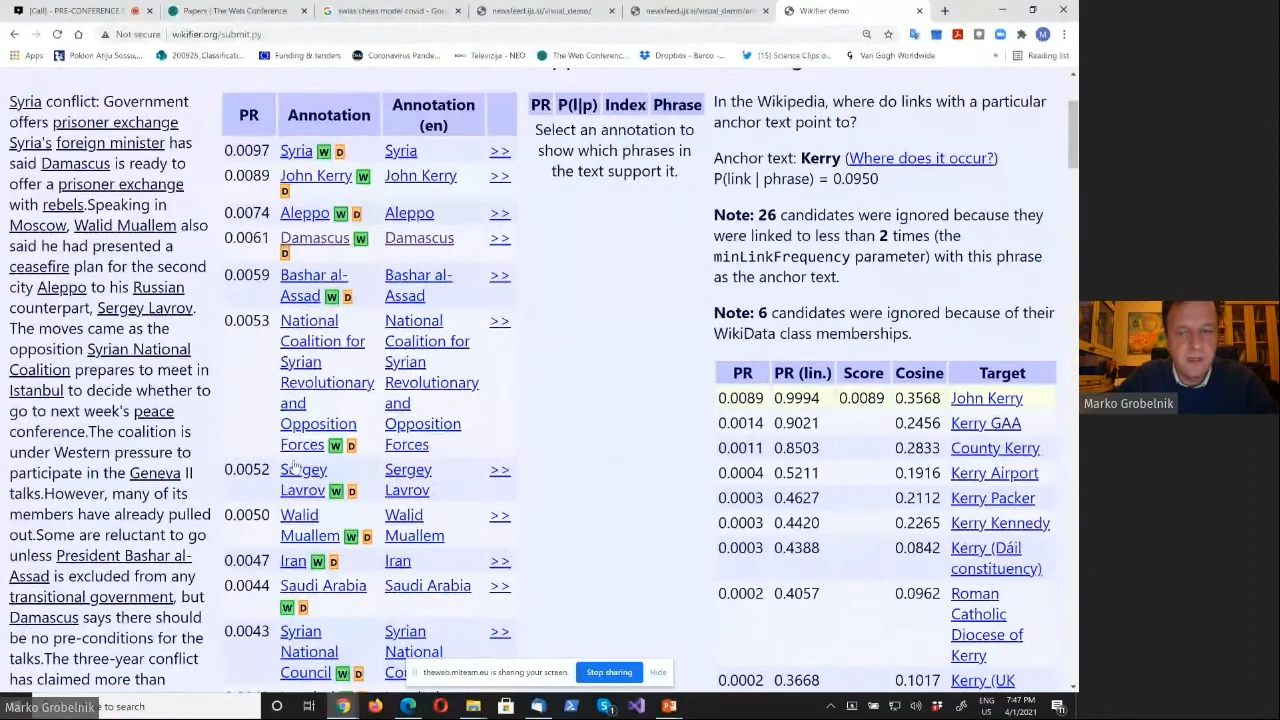 [Call] - PRE-CONFERENCE E
Papers (The Web Conference
swiss chees model covid - Goo
newsfeed.ijs.si/visual_demo/
newsfeed.ijs.si/visual_demo/art
Wikifier demo
Not secure | wikifier.org/submit.py
Apps
Poklon Atiju Sossu,...
200925_Classificati...
Funding & tenders
Coronavirus Pandem...
Televizija - NEO
The Web Conferenc...
Dropbox - Berco -...
(15) Science Clips o...
Van Gogh Worldwide
Reading list
Syria conflict: Government
offers prisoner exchange
Syria's foreign minister has
said Damascus is ready to
offer a prisoner exchange
with rebels.Speaking in
Moscow, Walid Muallem also
said he had presented a
ceasefire plan for the second
city Aleppo to his Russian
counterpart, Sergey Lavrov.
The moves came as the
opposition Syrian National
Coalition prepares to meet in
Istanbul to decide whether to
go to next week's peace
conference.The coalition is
under Western pressure to
participate in the Geneva II
talks.However, many of its
members have already pulled
out.Some are reluctant to go
unless President Bashar al-
Assad is excluded from any
transitional government, but
Damascus says there should
be no pre-conditions for the
talks.The three-year conflict
has claimed more than
PR Annotation Annotation (en)
0.0097 Syria W D Syria >>
0.0089 John Kerry W D John Kerry >>
0.0074 Aleppo W D Aleppo >>
0.0061 Damascus W D Damascus >>
0.0059 Bashar al-Assad W D Bashar al-Assad >>
0.0053 National Coalition for Syrian Revolutionary and Opposition Forces W D National Coalition for Syrian Revolutionary and Opposition Forces >>
0.0052 Sergey Lavrov W D Sergey Lavrov >>
0.0050 Walid Muallem W D Walid Muallem >>
0.0047 Iran W D Iran >>
0.0044 Saudi Arabia W D Saudi Arabia >>
0.0043 Syrian National Council W D Syrian National Co >>
PR P(l|p) Index Phrase
Select an annotation to
show which phrases in
the text support it.
In the Wikipedia, where do links with a particular
anchor text point to?
Anchor text: Kerry (Where does it occur?)
P(link | phrase) = 0.0950
Note: 26 candidates were ignored because they
were linked to less than 2 times (the
minLinkFrequency parameter) with this phrase
as the anchor text.
Note: 6 candidates were ignored because of their
WikiData class memberships.
PR PR (lin.) Score Cosine Target
0.0089 0.9994 0.0089 0.3568 John Kerry
0.0014 0.9021 0.2456 Kerry GAA
0.0011 0.8503 0.2833 County Kerry
0.0004 0.5211 0.1916 Kerry Airport
0.0003 0.4627 0.2112 Kerry Packer
0.0003 0.4420 0.2265 Kerry Kennedy
0.0003 0.4388 0.0842 Kerry (Dáil constituency)
0.0002 0.4057 0.0962 Roman Catholic Diocese of Kerry
0.0002 0.3668 0.1017 Kerry (UK
theweb.miteam.eu is sharing your screen.
Stop sharing
Hide
Marko Grobelnik
Marko Grobelnik
e to search
ENG
US
7:47 PM
4/1/2021